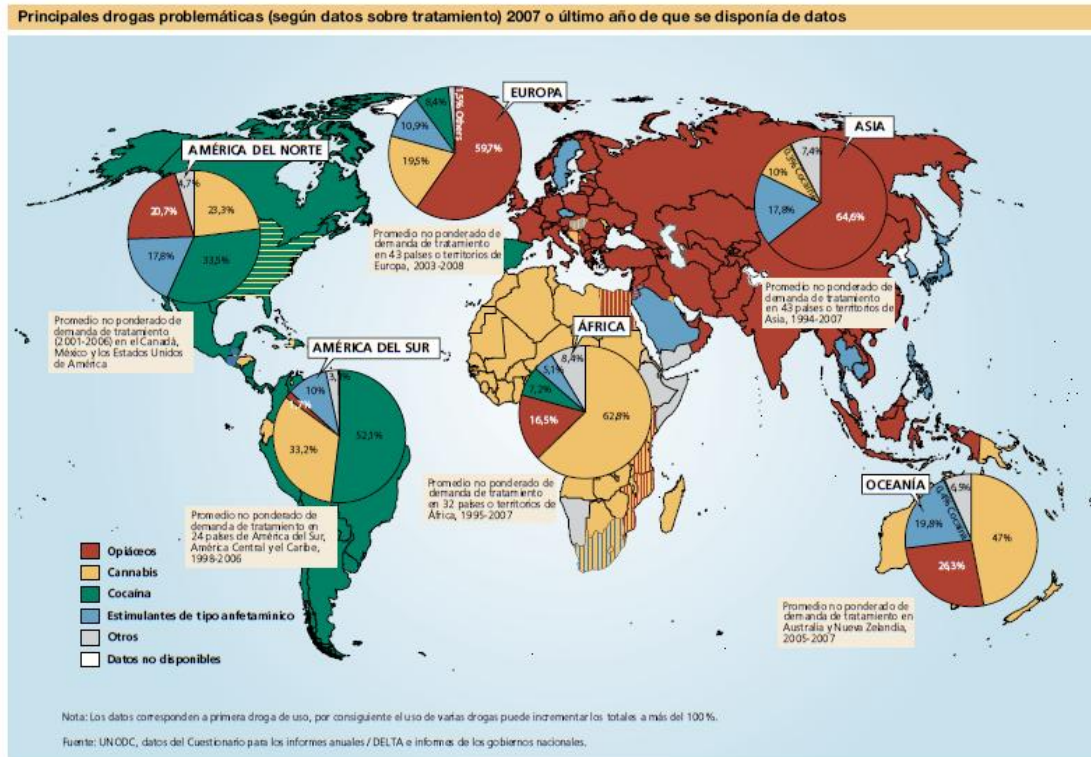 Principales drogas problemáticas (según datos sobre tratamiento) 2007 o último año de que se disponía de datos
EUROPA
3,5% Others
8,4%
10,9%
59,7%
19,5%
Promedio no ponderado de
demanda de tratamiento
en 43 países o territorios de
Europa, 2003-2008
ASIA
7,4%
0,3% Cocaína
10%
17,8%
64,6%
Promedio no ponderado de
demanda de tratamiento
en 43 países o territorios de
Asia, 1994-2007
AMÉRICA DEL NORTE
4,7%
20,7%
23,3%
17,8%
33,5%
Promedio no ponderado de
demanda de tratamiento
(2001-2006) en el Canadá,
México y los Estados Unidos
de América
AMÉRICA DEL SUR
10%
52,1%
33,2%
Promedio no ponderado de
demanda de tratamiento en
24 países de América del Sur,
América Central y el Caribe,
1998-2006
ÁFRICA
8,4%
5,1%
7,2%
16,5%
62,8%
Promedio no ponderado de
demanda de tratamiento
en 32 países o territorios de
África, 1995-2007
OCEANÍA
6,5%
0,4% Cocaína
19,8%
47%
26,3%
Promedio no ponderado de
demanda de tratamiento en
Australia y Nueva Zelandia,
2005-2007
Opiáceos
Cannabis
Cocaína
Estimulantes de tipo anfetamínico
Otros
Datos no disponibles
Nota: Los datos corresponden a primera droga de uso, por consiguiente el uso de varias drogas puede incrementar los totales a más del 100%.
Fuente: UNODC, datos del Cuestionario para los informes anuales / DELTA e informes de los gobiernos nacionales.